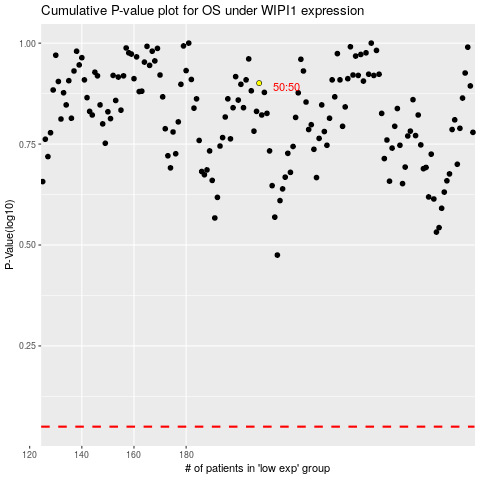 Cumulative P-value plot for OS under WIPI1 expression
P-Value(log10)
1.00
0.75
0.50
0.25
50:50
120 140 160 180
# of patients in 'low exp' group